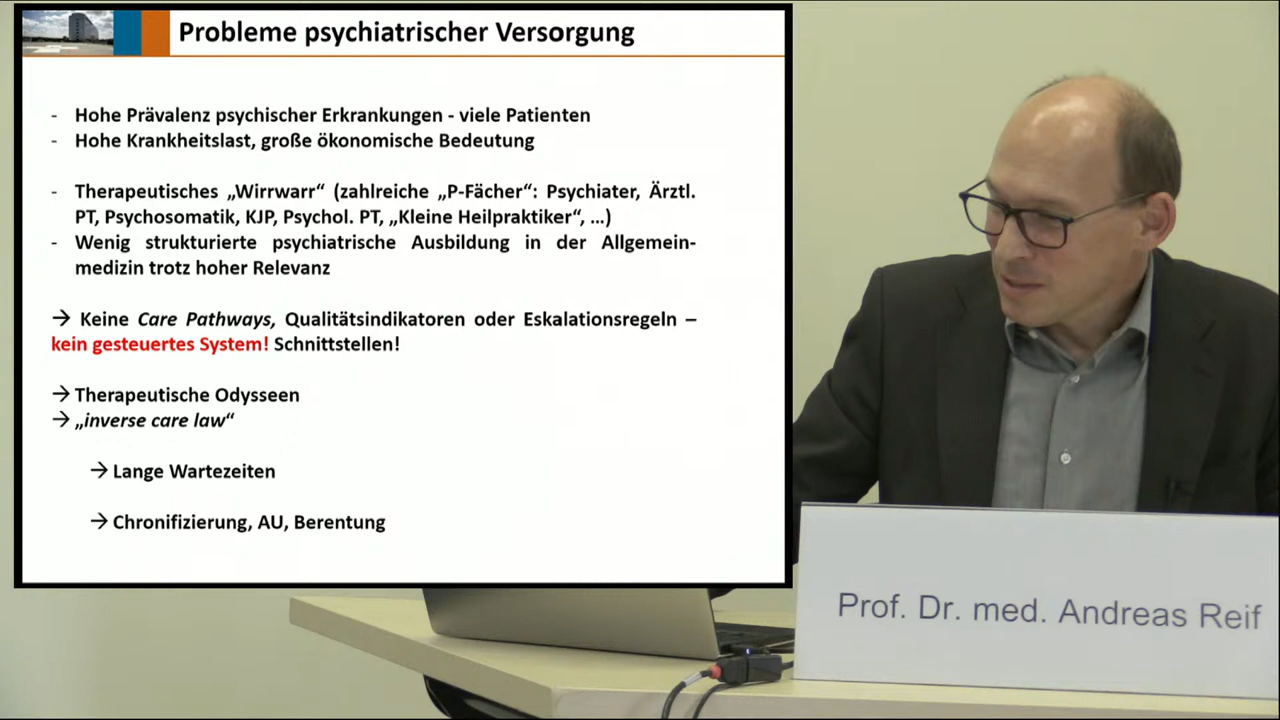 Probleme psychiatrischer Versorgung
- Hohe Prävalenz psychischer Erkrankungen - viele Patienten
- Hohe Krankheitslast, große ökonomische Bedeutung
- Therapeutisches „Wirrwarr“ (zahlreiche „P-Fächer“: Psychiater, Ärztl.
PT, Psychosomatik, KJP, Psychol. PT, „Kleine Heilpraktiker“, …)
- Wenig strukturierte psychiatrische Ausbildung in der Allgemein-
medizin trotz hoher Relevanz
→ Keine Care Pathways, Qualitätsindikatoren oder Eskalationsregeln –
kein gesteuertes System! Schnittstellen!
→ Therapeutische Odysseen
→ „inverse care law“
→ Lange Wartezeiten
→ Chronifizierung, AU, Berentung
Prof. Dr. med. Andreas Reif